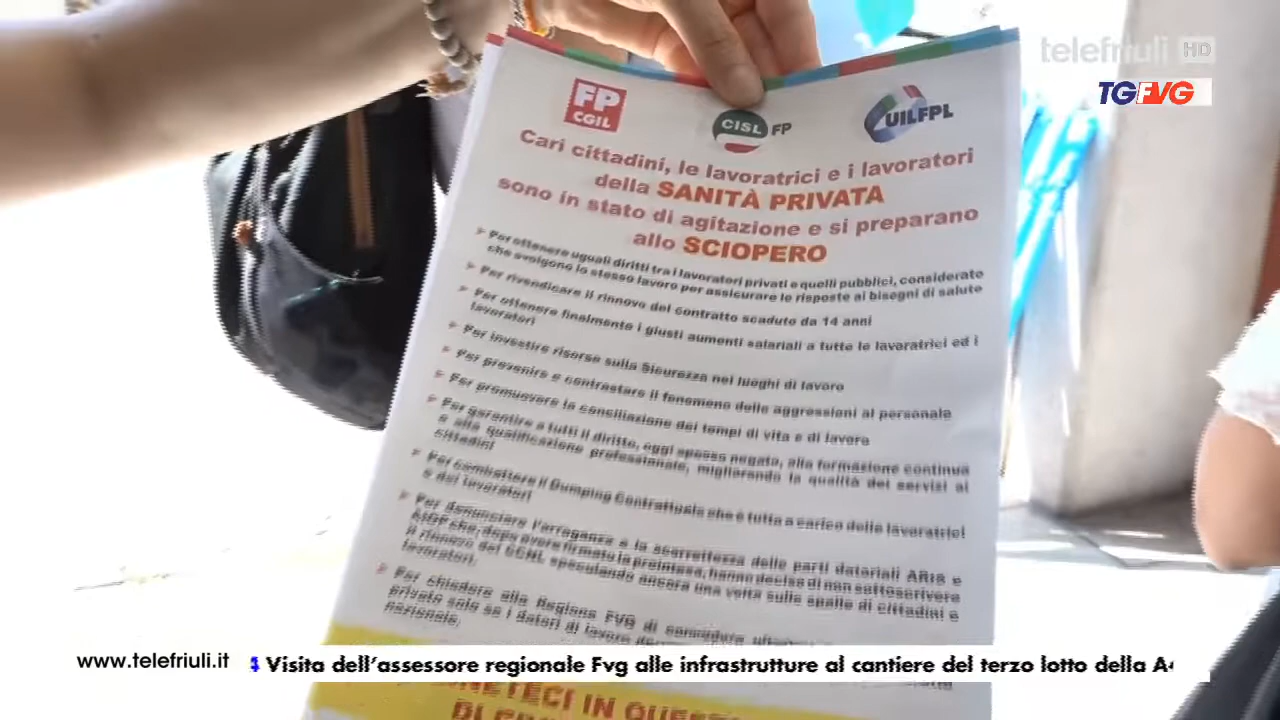 telefriuli HD
TGFVG
FP
CGIL
CISL FP
UILFPL
Cari cittadini, le lavoratrici e i lavoratori
della SANITÀ PRIVATA
sono in stato di agitazione e si preparano
allo SCIOPERO
Per ottenere uguali diritti tra i lavoratori privati e quelli pubblici, considerato
che svolgono lo stesso lavoro per assicurare le risposte ai bisogni di salute
Per rivendicare il rinnovo del contratto scaduto da 14 anni
Per ottenere finalmente i giusti aumenti salariali a tutte le lavoratrici ed i
lavoratori
Per investire risorse sulla Sicurezza nei luoghi di lavoro
Per prevenire e contrastare il fenomeno delle aggressioni al personale
Per promuovere la conciliazione dei tempi di vita e di lavoro
Per garantire a tutti il diritto, oggi spesso negato, alla formazione continua
e alla qualificazione professionale, migliorando la qualità dei servizi ai
cittadini
Per combattere il Dumping Contrattuale che è tutto a carico delle lavoratrici
e dei lavoratori
Per denunciare l'arroganza e la scorrettezza delle parti datoriali ARIS e
AIOP che, dopo avere firmato la preintesa, hanno deciso di non sottoscrivere
il rinnovo del CCNL speculando ancora una volta sulle spalle di cittadini e
lavoratori.
Per chiedere alla Regione FVG di
privato solo se i datori di lavoro
nazionale.
www.telefriuli.it
Visita dell'assessore regionale Fvg alle infrastrutture al cantiere del terzo lotto della A
IN